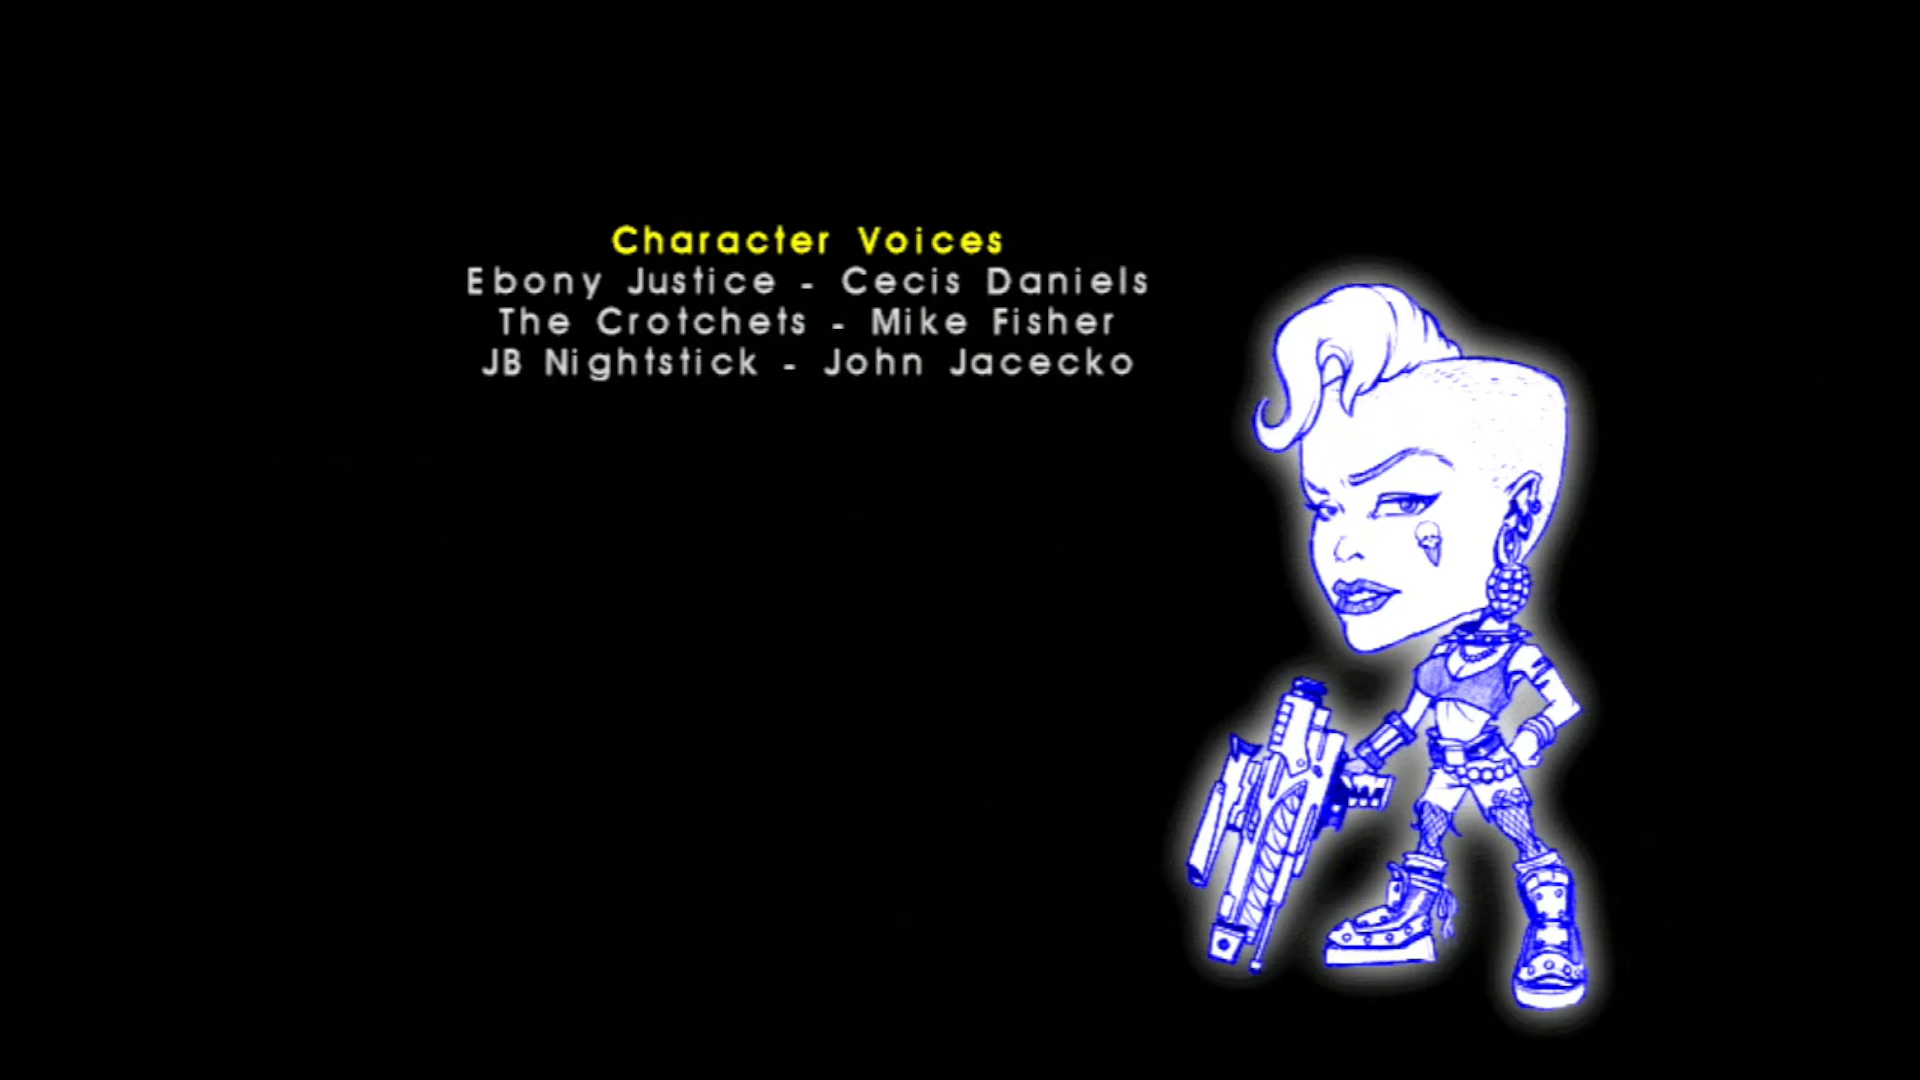 Character Voices
Ebony Justice - Cecis Daniels
The Crotchets - Mike Fisher
JB Nightstick - John Jacecko